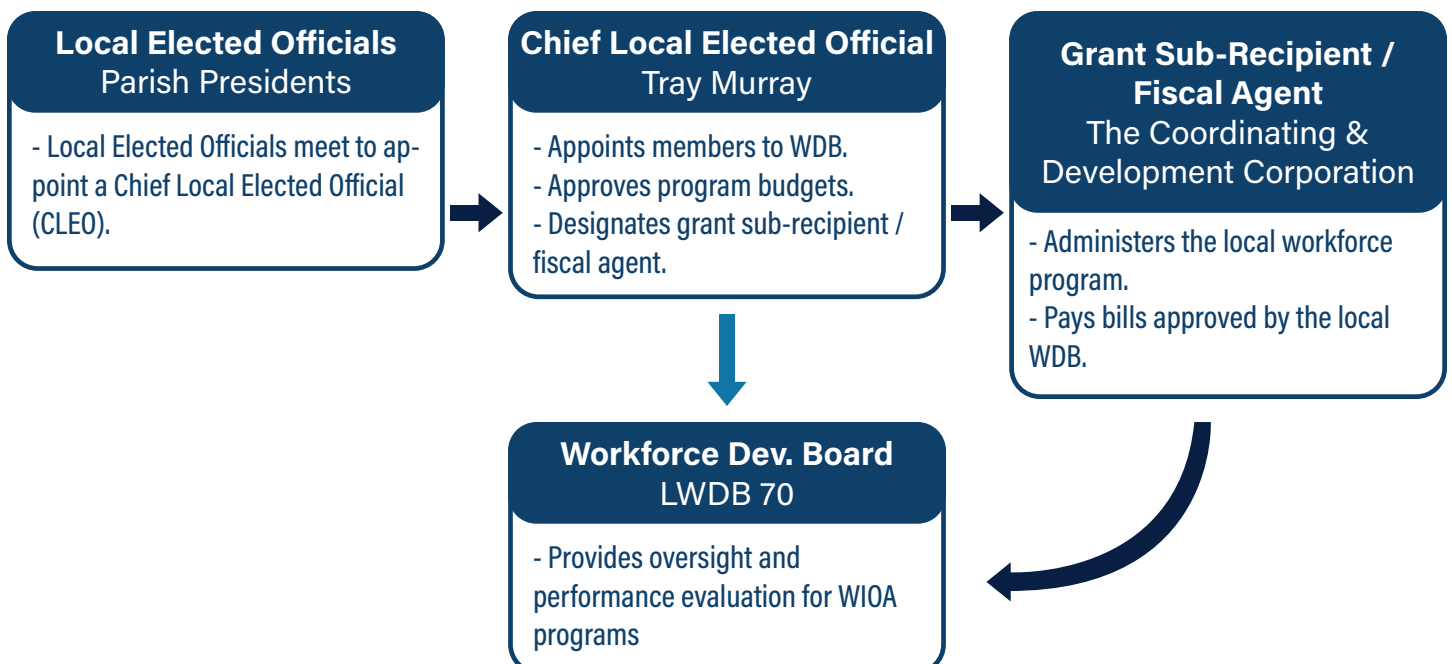 Local Elected Officials
Parish Presidents
- Local Elected Officials meet to ap-
point a Chief Local Elected Official
(CLEO).
Chief Local Elected Official
Tray Murray
- Appoints members to WDB.
- Approves program budgets.
- Designates grant sub-recipient /
fiscal agent.
Grant Sub-Recipient /
Fiscal Agent
The Coordinating &
Development Corporation
- Administers the local workforce
program.
- Pays bills approved by the local
WDB.
Workforce Dev. Board
LWDB 70
- Provides oversight and
performance evaluation for WIOA
programs